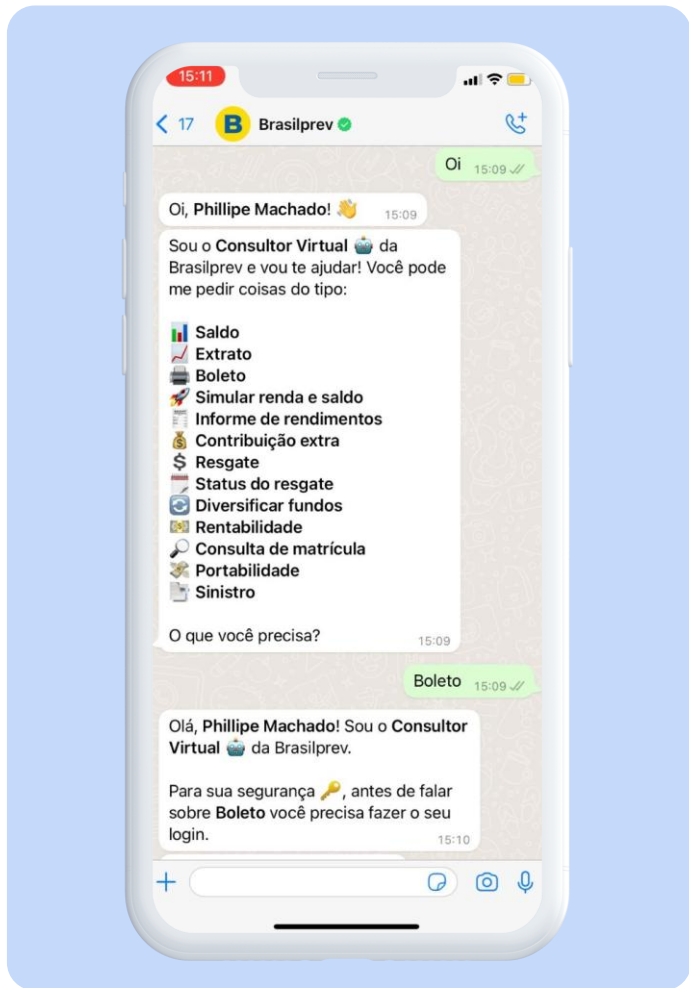 15:11
17 B Brasilprev
Oi 15:09
Oi, Phillipe Machado! 👋 15:09
Sou o Consultor Virtual 🤖 da
Brasilprev e vou te ajudar! Você pode
me pedir coisas do tipo:
📊 Saldo
📈 Extrato
🖨️ Boleto
🚀 Simular renda e saldo
🧾 Informe de rendimentos
💰 Contribuição extra
💲 Resgate
🗒️ Status do resgate
🔄 Diversificar fundos
💵 Rentabilidade
🔎 Consulta de matrícula
💸 Portabilidade
📑 Sinistro
O que você precisa? 15:09
Boleto 15:09
Olá, Phillipe Machado! Sou o Consultor
Virtual 🤖 da Brasilprev.
Para sua segurança 🔑, antes de falar
sobre Boleto você precisa fazer o seu
login. 15:10